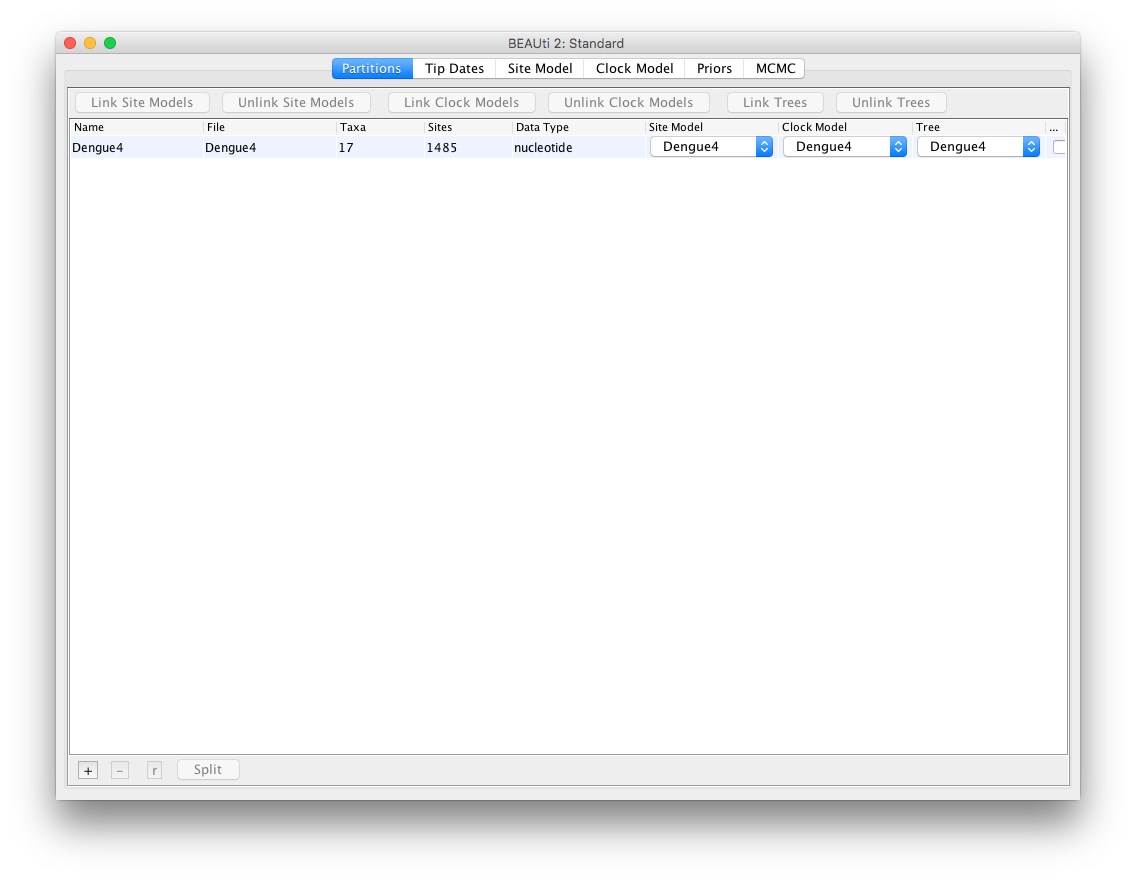 BEAUti 2: Standard
Partitions Tip Dates Site Model Clock Model Priors MCMC
Link Site Models Unlink Site Models Link Clock Models Unlink Clock Models Link Trees Unlink Trees
Name File Taxa Sites Data Type Site Model Clock Model Tree ...
Dengue4 Dengue4 17 1485 nucleotide Dengue4 Dengue4 Dengue4
+ − r Split